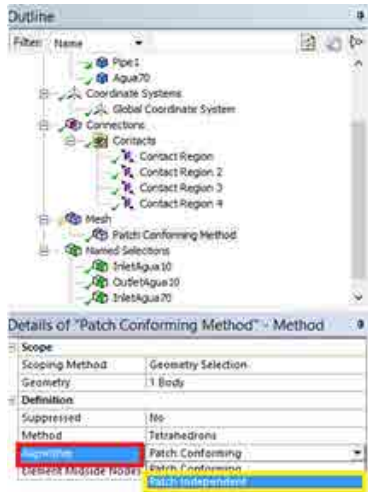 Outline
Filter: Name
Pipe1
Agua70
Coordinate Systems
Global Coordinate System
Connections
Contacts
Contact Region
Contact Region 2
Contact Region 3
Contact Region 4
Mesh
Patch Conforming Method
Named Selections
InletAgua10
OutletAgua10
InletAgua70
Details of "Patch Conforming Method" - Method
Scope
Scoping Method Geometry Selection
Geometry 1 Body
Definition
Suppressed No
Method Tetrahedrons
Algorithm Patch Conforming
Element Midside Nodes Patch Conforming
Patch Independent